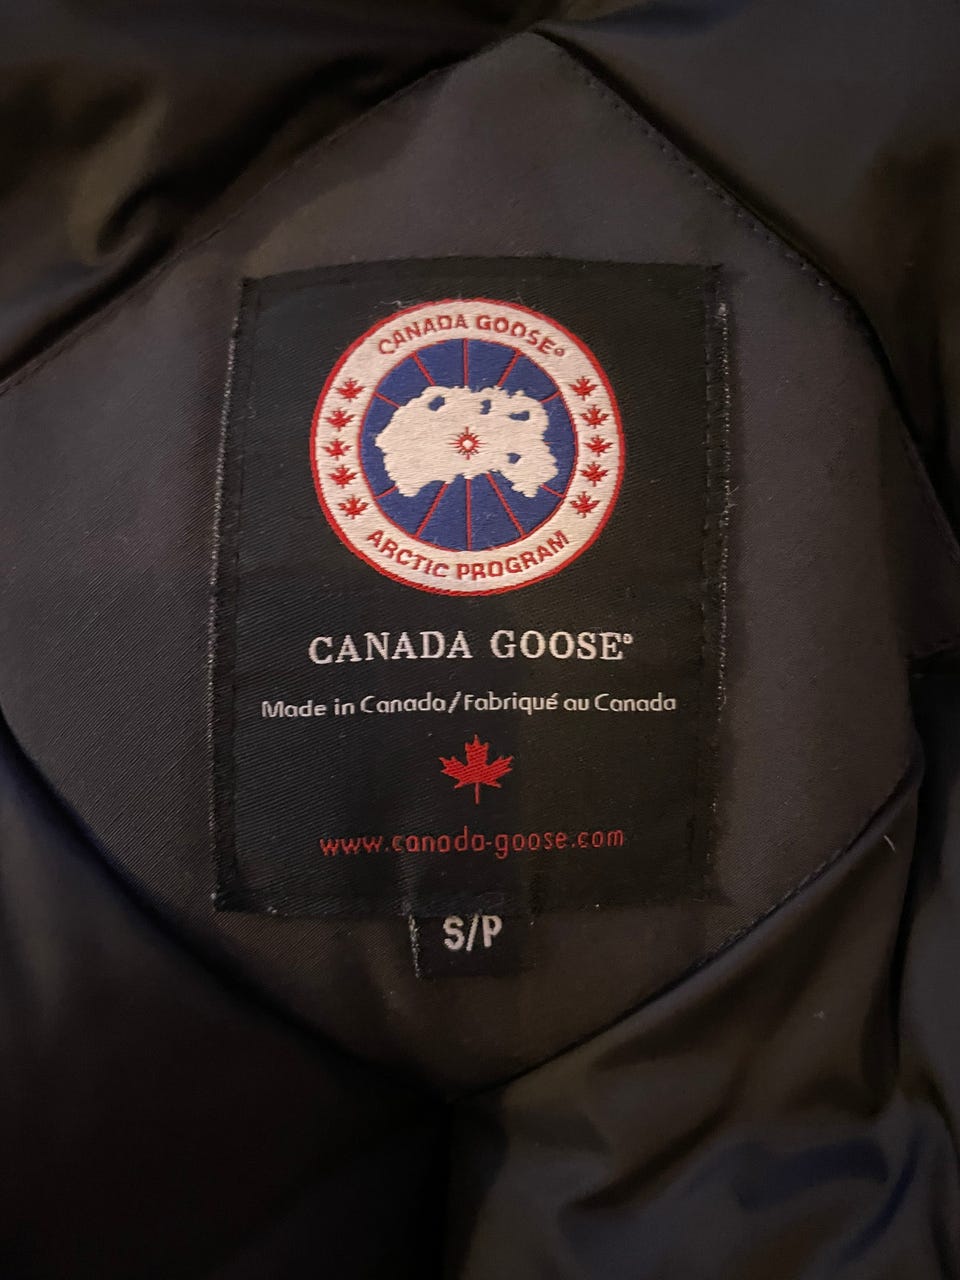 CANADA GOOSE®
ARCTIC PROGRAM
CANADA GOOSE®
Made in Canada/Fabriqué au Canada
www.canada-goose.com
S/P